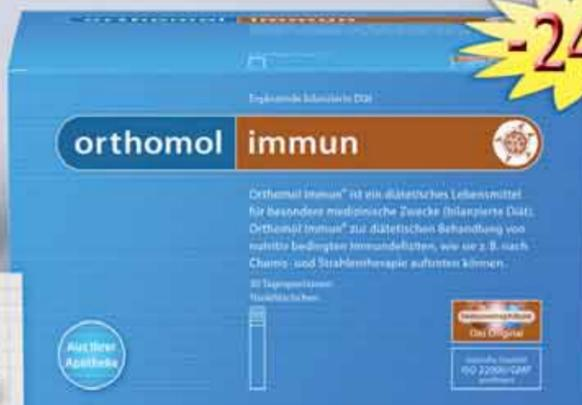 -24
Ergänzende bilanzierte Diät
orthomol immun
Orthomol Immun® ist ein diätetisches Lebensmittel
für besondere medizinische Zwecke (bilanzierte Diät).
Orthomol Immun® zur diätetischen Behandlung von
nutritiv bedingten Immundefiziten, wie sie z. B. nach
Chemo- und Strahlentherapie auftreten können.
30 Tagesportionen
Trinkfläschchen
Aus Ihrer
Apotheke
Das Original
ISO 22000/GMP